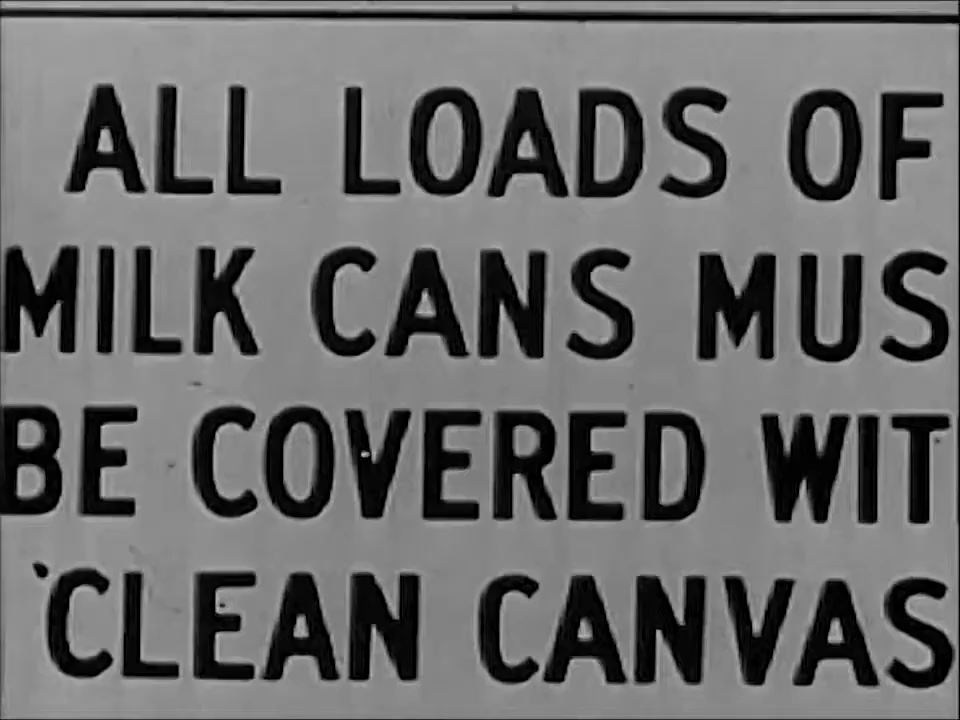 ALL LOADS OF
MILK CANS MUS
BE COVERED WIT
CLEAN CANVAS